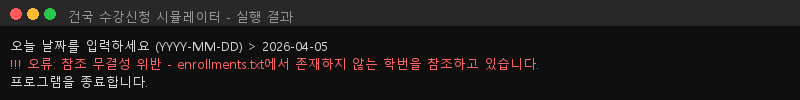 건국 수강신청 시뮬레이터 - 실행 결과
오늘 날짜를 입력하세요 (YYYY-MM-DD) > 2026-04-05
!!! 오류: 참조 무결성 위반 - enrollments.txt에서 존재하지 않는 학번을 참조하고 있습니다.
프로그램을 종료합니다.